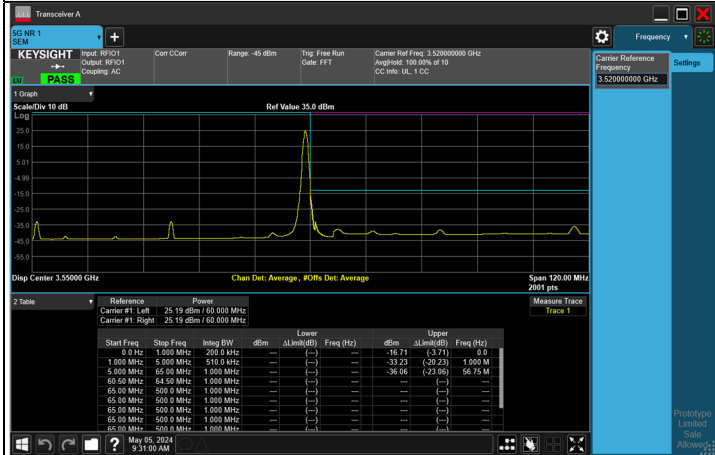 Transceiver A
5G NR 1
SEM
Frequency
KEYSIGHT
Input: RFIO1
Output: RFIO1
Coupling: AC
Corr CCorr
Range: -45 dBm
Trig: Free Run
Gate: FFT
Carrier Ref Freq: 3.520000000 GHz
Avg|Hold: 100.00% of 10
CC Info: UL, 1 CC
PASS
Carrier Reference
Frequency
3.520000000 GHz
Settings
1 Graph
Scale/Div 10 dB
Ref Value 35.0 dBm
Log
25.0
15.0
5.01
-4.99
-15.0
-25.0
-35.0
-45.0
-55.0
Disp Center 3.55000 GHz
Chan Det: Average , #Offs Det: Average
Span 120.00 MHz
2001 pts
2 Table
Reference Power
Carrier #1: Left 25.19 dBm / 60.000 MHz
Carrier #1: Right 25.19 dBm / 60.000 MHz
Measure Trace
Trace 1
Lower Upper
Start Freq Stop Freq Integ BW dBm ΔLimit(dB) Freq (Hz) dBm ΔLimit(dB) Freq (Hz)
0.0 Hz 1.000 MHz 200.0 kHz --- (---) --- -16.71 (-3.71) 0.0
1.000 MHz 5.000 MHz 510.0 kHz --- (---) --- -33.23 (-20.23) 1.000 M
5.000 MHz 65.00 MHz 1.000 MHz --- (---) --- -36.06 (-23.06) 56.75 M
60.50 MHz 64.50 MHz 1.000 MHz --- (---) --- --- (---) ---
65.00 MHz 500.0 MHz 1.000 MHz --- (---) --- --- (---) ---
65.00 MHz 500.0 MHz 1.000 MHz --- (---) --- --- (---) ---
65.00 MHz 500.0 MHz 1.000 MHz --- (---) --- --- (---) ---
65.00 MHz 500.0 MHz 1.000 MHz --- (---) --- --- (---) ---
65.00 MHz 500.0 MHz 1.000 MHz --- (---) --- --- (---) ---
Prototype
Limited
Sale
Allowed
?
May 05, 2024
9:31:00 AM